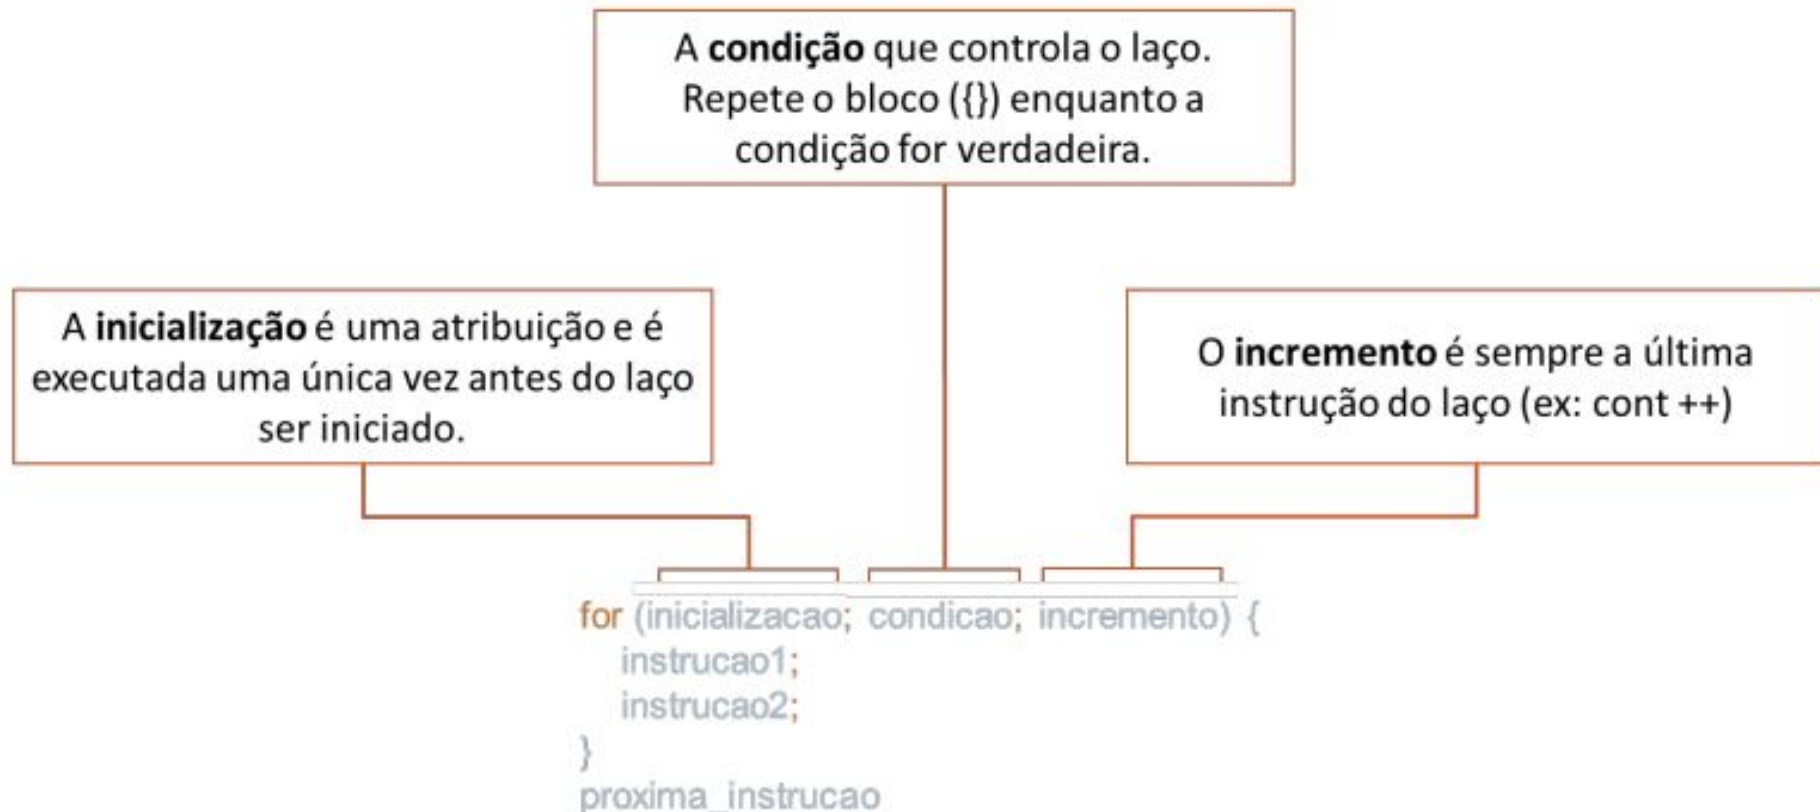 A condição que controla o laço.
Repete o bloco ({}) enquanto a
condição for verdadeira.
A inicialização é uma atribuição e é
executada uma única vez antes do laço
ser iniciado.
O incremento é sempre a última
instrução do laço (ex: cont ++)
for (inicializacao; condicao; incremento) {
instrucao1;
instrucao2;
}
proxima_instrucao